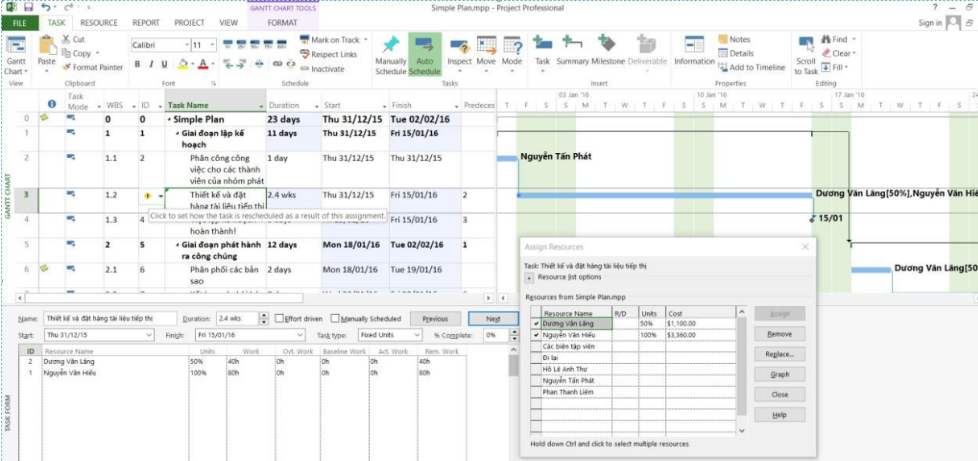 GANTT CHART TOOLS
Simple Plan.mpp - Project Professional
FILE TASK RESOURCE REPORT PROJECT VIEW FORMAT
Sign in
Gantt Chart
View
Paste
Cut
Copy
Format Painter
Clipboard
Calibri 11
B I U
Font
Mark on Track
Respect Links
Inactivate
Schedule
Manually Schedule
Auto Schedule
Inspect Move Mode
Tasks
Task Summary Milestone Deliverable
Insert
Information
Notes
Details
Add to Timeline
Properties
Scroll to Task
Find
Clear
Fill
Editing
Task Mode WBS ID Task Name Duration Start Finish Predeces
03 Jan '16 10 Jan '16 17 Jan '16 24
T F S S M T W T F S S M T W T F S S M T W T F S
0 0 0 Simple Plan 23 days Thu 31/12/15 Tue 02/02/16
1 1 1 Giai đoạn lập kế hoạch 11 days Thu 31/12/15 Fri 15/01/16
2 1.1 2 Phân công công việc cho các thành viên của nhóm phát 1 day Thu 31/12/15 Thu 31/12/15
Nguyễn Tấn Phát
3 1.2 Thiết kế và đặt hàng tài liệu tiếp thị 2.4 wks Thu 31/12/15 Fri 15/01/16 2
Dương Văn Lăng[50%],Nguyễn Văn Hiế
Click to set how the task is rescheduled as a result of this assignment.
4 1.3 4 hoàn thành! Fri 15/01/16 3
15/01
5 2 5 Giai đoạn phát hành ra công chúng 12 days Mon 18/01/16 Tue 02/02/16 1
6 2.1 6 Phân phối các bản sao 2 days Mon 18/01/16 Tue 19/01/16
Dương Văn Lăng[50
GANTT CHART
Name: Thiết kế và đặt hàng tài liệu tiếp thị Duration: 2.4 wks Effort driven Manually Scheduled Previous Next
Start: Thu 31/12/15 Finish: Fri 15/01/16 Task type: Fixed Units % Complete: 0%
ID Resource Name Units Work Ovt. Work Baseline Work Act. Work Rem. Work
2 Dương Văn Lăng 50% 40h 0h 0h 0h 40h
1 Nguyễn Văn Hiếu 100% 80h 0h 0h 0h 80h
TASK FORM
Assign Resources
Task: Thiết kế và đặt hàng tài liệu tiếp thị
Resource list options
Resources from Simple Plan.mpp
Resource Name R/D Units Cost
Dương Văn Lăng 50% $1,100.00
Nguyễn Văn Hiếu 100% $3,360.00
Các biên tập viên
Đi lại
Hồ Lê Anh Thư
Nguyễn Tấn Phát
Phan Thanh Liêm
Assign
Remove
Replace...
Graph
Close
Help
Hold down Ctrl and click to select multiple resources